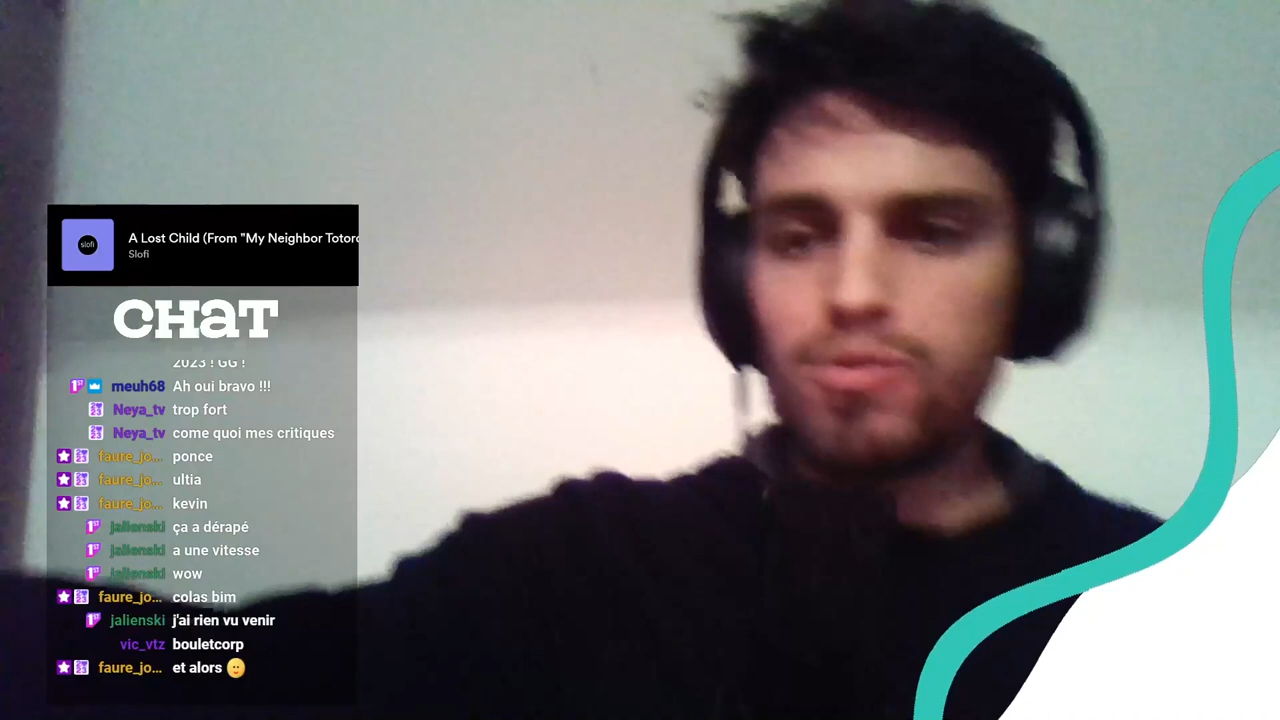 A Lost Child (From "My Neighbor Totoro
Slofi
slofi
CHAT
2023 ! GG !
meuh68 Ah oui bravo !!!
Neya_tv trop fort
Neya_tv come quoi mes critiques
faure_jo... ponce
faure_jo... ultia
faure_jo... kevin
jalienski ça a dérapé
jalienski a une vitesse
jalienski wow
faure_jo... colas bim
jalienski j'ai rien vu venir
vic_vtz bouletcorp
faure_jo... et alors